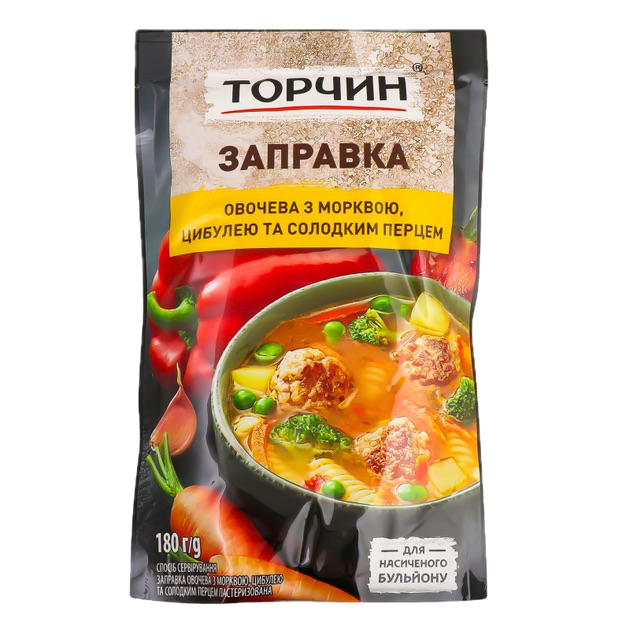 ТОРЧИН®
ЗАПРАВКА
ОВОЧЕВА З МОРКВОЮ,
ЦИБУЛЕЮ ТА СОЛОДКИМ ПЕРЦЕМ
180 г/g
СПОСІБ СЕРВІРУВАННЯ
ЗАПРАВКА ОВОЧЕВА З МОРКВОЮ, ЦИБУЛЕЮ
ТА СОЛОДКИМ ПЕРЦЕМ ПАСТЕРИЗОВАНА
ДЛЯ
НАСИЧЕНОГО
БУЛЬЙОНУ